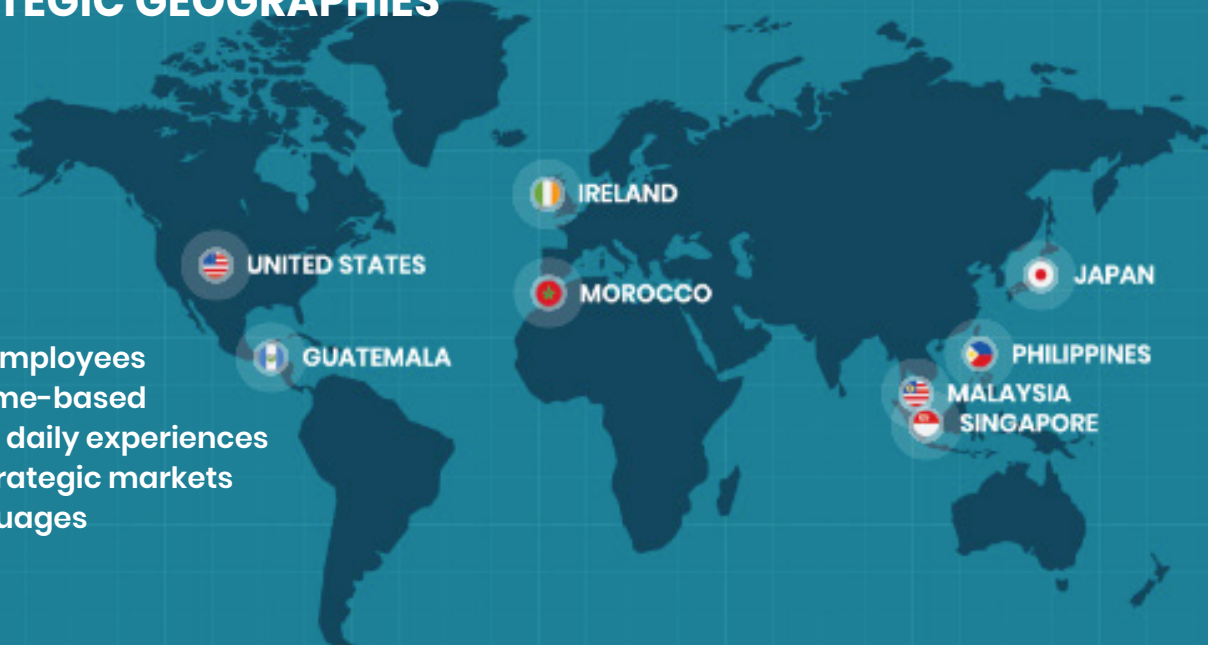 TEGIC GEOGRAPHIES
IRELAND
UNITED STATES
JAPAN
MOROCCO
PHILIPPINES
GUATEMALA
MALAYSIA
SINGAPORE
mployees
me-based
daily experiences
rategic markets
uages